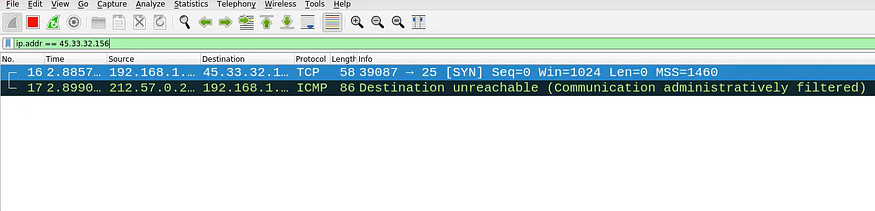 File Edit View Go Capture Analyze Statistics Telephony Wireless Tools Help
ip.addr == 45.33.32.156
No. Time Source Destination Protocol Length Info
16 2.8857… 192.168.1.… 45.33.32.1… TCP 58 39087 → 25 [SYN] Seq=0 Win=1024 Len=0 MSS=1460
17 2.8990… 212.57.0.2… 192.168.1.… ICMP 86 Destination unreachable (Communication administratively filtered)